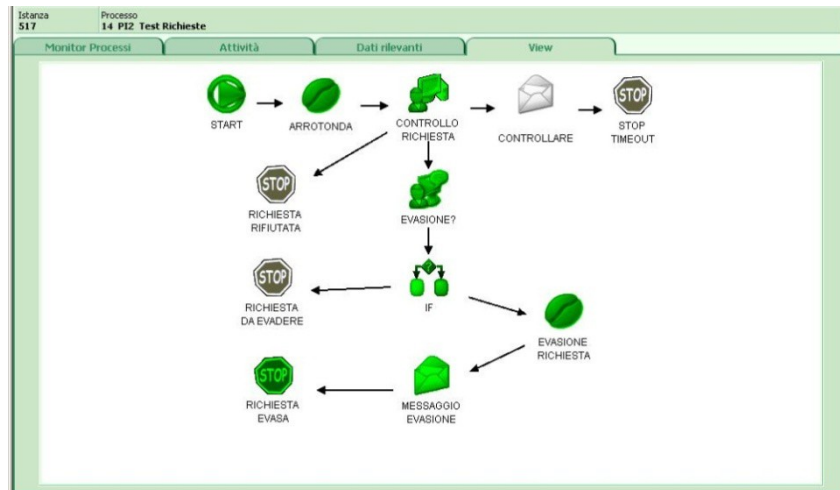 Istanza Processo
517 14 PI2 Test Richieste
Monitor Processi Attività Dati rilevanti View
START
ARROTONDA
CONTROLLO
RICHIESTA
CONTROLLARE
STOP
STOP
TIMEOUT
STOP
RICHIESTA
RIFIUTATA
EVASIONE?
STOP
RICHIESTA
DA EVADERE
?
IF
EVASIONE
RICHIESTA
STOP
RICHIESTA
EVASA
MESSAGGIO
EVASIONE